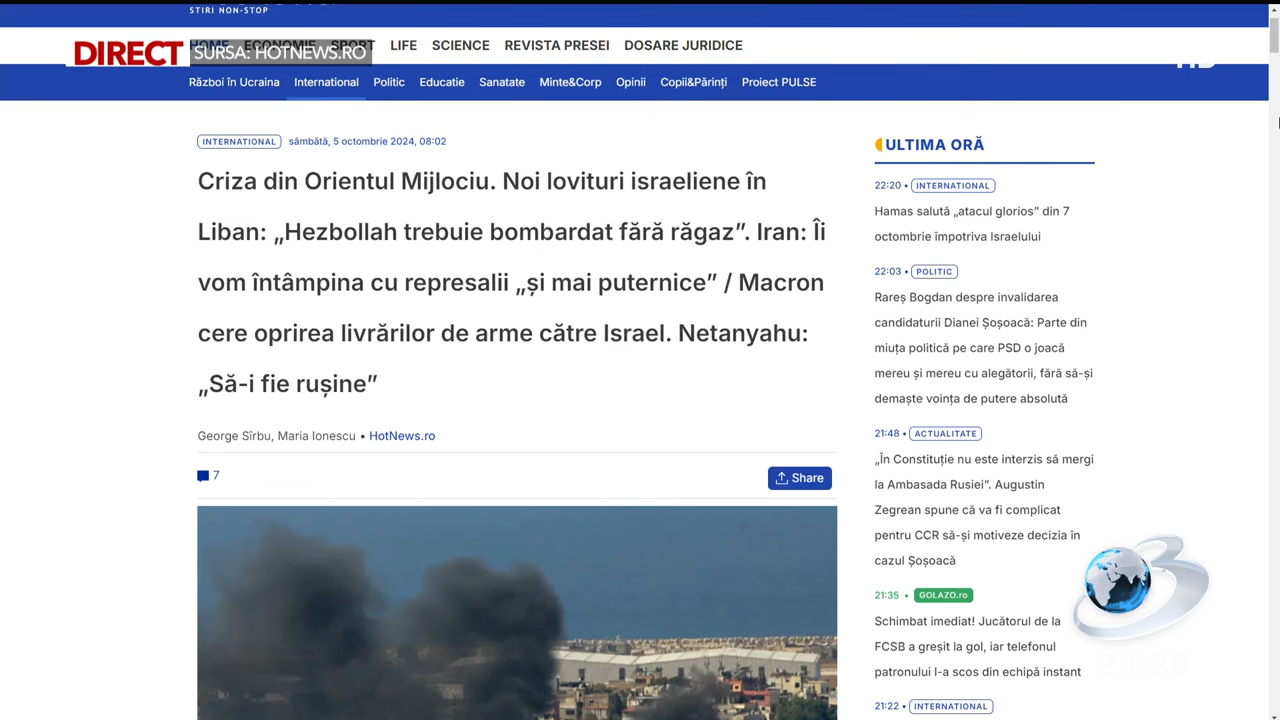 STIRI NON-STOP
DIRECT
SURSA: HOTNEWS.RO
HOME ECONOMIE SPORT LIFE SCIENCE REVISTA PRESEI DOSARE JURIDICE
HD
Război în Ucraina International Politic Educatie Sanatate Minte&Corp Opinii Copii&Părinți Proiect PULSE
INTERNATIONAL sâmbătă, 5 octombrie 2024, 08:02
Criza din Orientul Mijlociu. Noi lovituri israeliene în
Liban: „Hezbollah trebuie bombardat fără răgaz”. Iran: Îi
vom întâmpina cu represalii „și mai puternice” / Macron
cere oprirea livrărilor de arme către Israel. Netanyahu:
„Să-i fie rușine”
George Sîrbu, Maria Ionescu • HotNews.ro
7
Share
ULTIMA ORĂ
22:20 • INTERNATIONAL
Hamas salută „atacul glorios” din 7
octombrie împotriva Israelului
22:03 • POLITIC
Rareș Bogdan despre invalidarea
candidaturii Dianei Șoșoacă: Parte din
miuța politică pe care PSD o joacă
mereu și mereu cu alegătorii, fără să-și
demaște voința de putere absolută
21:48 • ACTUALITATE
„În Constituție nu este interzis să mergi
la Ambasada Rusiei”. Augustin
Zegrean spune că va fi complicat
pentru CCR să-și motiveze decizia în
cazul Șoșoacă
21:35 • GOLAZO.ro
Schimbat imediat! Jucătorul de la
FCSB a greșit la gol, iar telefonul
patronului l-a scos din echipă instant
23:38
21:22 • INTERNATIONAL